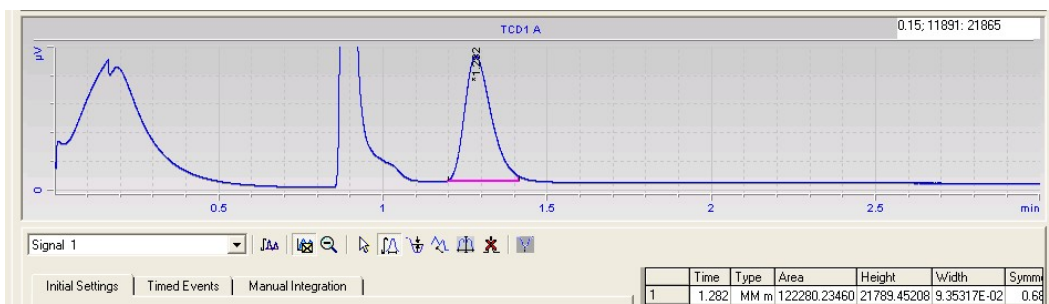 TCD1 A
0.15; 11891: 21865
µV
1.282
0
0.5
1
1.5
2
2.5
min
Signal 1
Initial Settings
Timed Events
Manual Integration
Time Type Area Height Width Symme
1 1.282 MM m 122280.23460 21789.45208 9.35317E-02 0.68